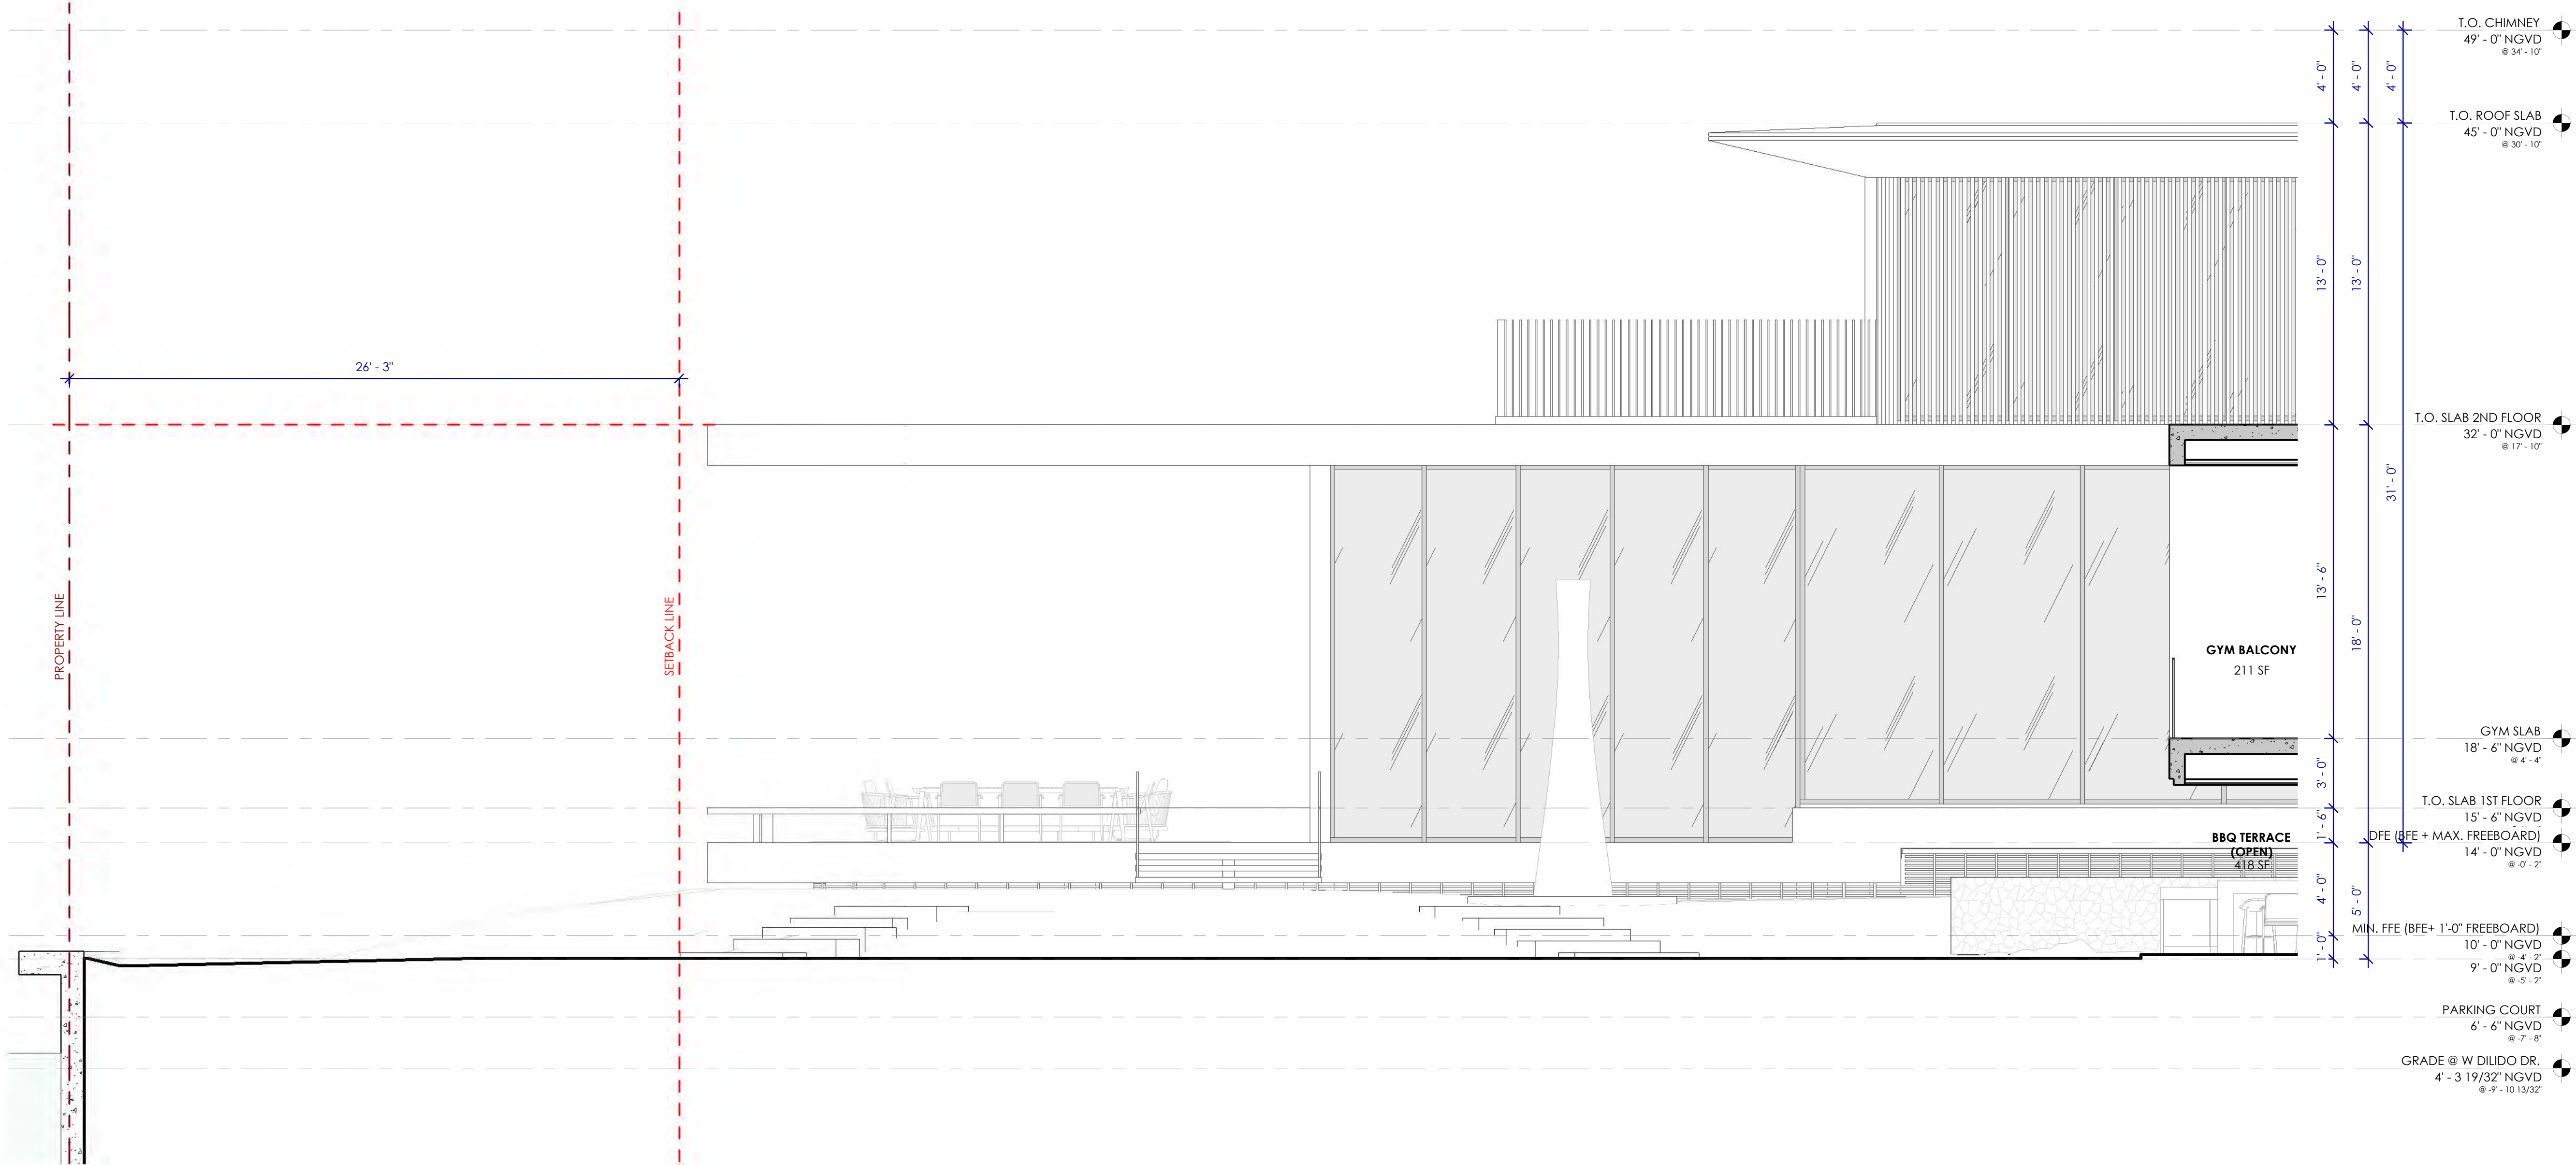 T.O. CHIMNEY
49' - 0" NGVD
@ 34' - 10"
4' - 0"
4' - 0"
4' - 0"
T.O. ROOF SLAB
45' - 0" NGVD
@ 30' - 10"
13' - 0"
13' - 0"
26' - 3"
T.O. SLAB 2ND FLOOR
32' - 0" NGVD
@ 17' - 10"
31' - 0"
13' - 6"
18' - 0"
PROPERTY LINE
SETBACK LINE
GYM BALCONY
211 SF
GYM SLAB
18' - 6" NGVD
@ 4' - 4"
3' - 0"
T.O. SLAB 1ST FLOOR
15' - 6" NGVD
1' - 6"
BBQ TERRACE
(OPEN)
418 SF
DFE (BFE + MAX. FREEBOARD)
14' - 0" NGVD
@ -0' - 2"
4' - 0"
5' - 0"
MIN. FFE (BFE+ 1'-0" FREEBOARD)
10' - 0" NGVD
@ -4' - 2"
1' - 0"
9' - 0" NGVD
@ -5' - 2"
PARKING COURT
6' - 6" NGVD
@ -7' - 8"
GRADE @ W DILIDO DR.
4' - 3 19/32" NGVD
@ -9' - 10 13/32"